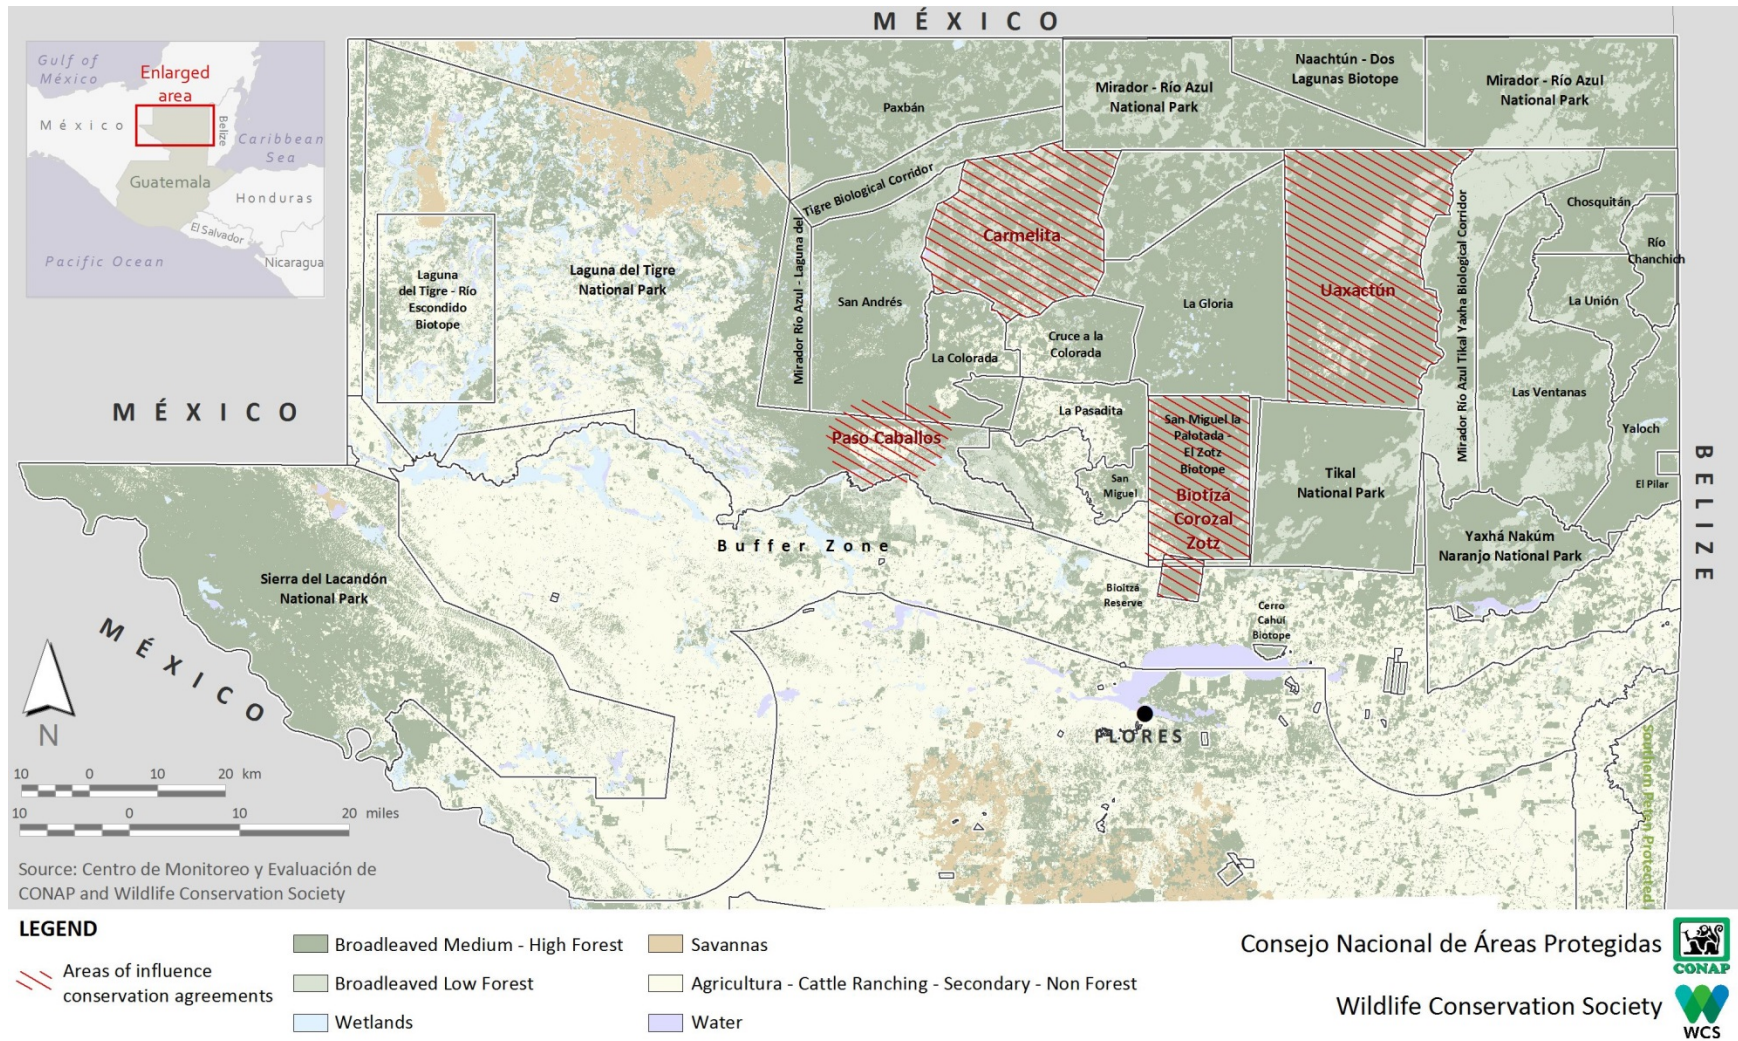 MÉXICO
Gulf of
México
Enlarged
area
México
Belize
Caribbean
Sea
Guatemala
Honduras
El Salvador
Pacific Ocean
Nicaragua
Paxbán
Mirador - Río Azul
National Park
Naachtún - Dos
Lagunas Biotope
Mirador - Río Azul
National Park
Tigre Biological Corridor
Mirador Río Azul - Laguna del
Carmelita
Chosquitán
Río
Chanchich
Laguna
del Tigre - Río
Escondido
Biotope
Laguna del Tigre
National Park
San Andrés
La Gloria
Uaxactún
Mirador Río Azul Tikal Yaxha Biological Corridor
La Unión
La Colorada
Cruce a la
Colorada
Las Ventanas
MÉXICO
La Pasadita
San Miguel la
Palotada -
El Zotz
Biotope
Paso Caballos
Yaloch
BELIZE
San
Miguel
Biotizá
Corozal
Zotz
Tikal
National Park
El Pilar
Buffer Zone
Yaxhá Nakúm
Naranjo National Park
Sierra del Lacandón
National Park
Bioitzá
Reserve
Cerro
Cahuí
Biotope
MÉXICO
FLORES
N
10 0 10 20 km
10 0 10 20 miles
Southern Petén Protected
Source: Centro de Monitoreo y Evaluación de
CONAP and Wildlife Conservation Society
LEGEND
Areas of influence
conservation agreements
Broadleaved Medium - High Forest
Broadleaved Low Forest
Wetlands
Savannas
Agricultura - Cattle Ranching - Secondary - Non Forest
Water
Consejo Nacional de Áreas Protegidas
CONAP
Wildlife Conservation Society
WCS